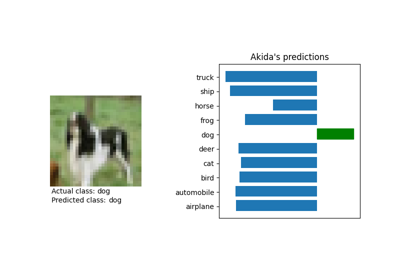 Akida's predictions
truck
ship
horse
frog
dog
deer
cat
bird
automobile
airplane
Actual class: dog
Predicted class: dog